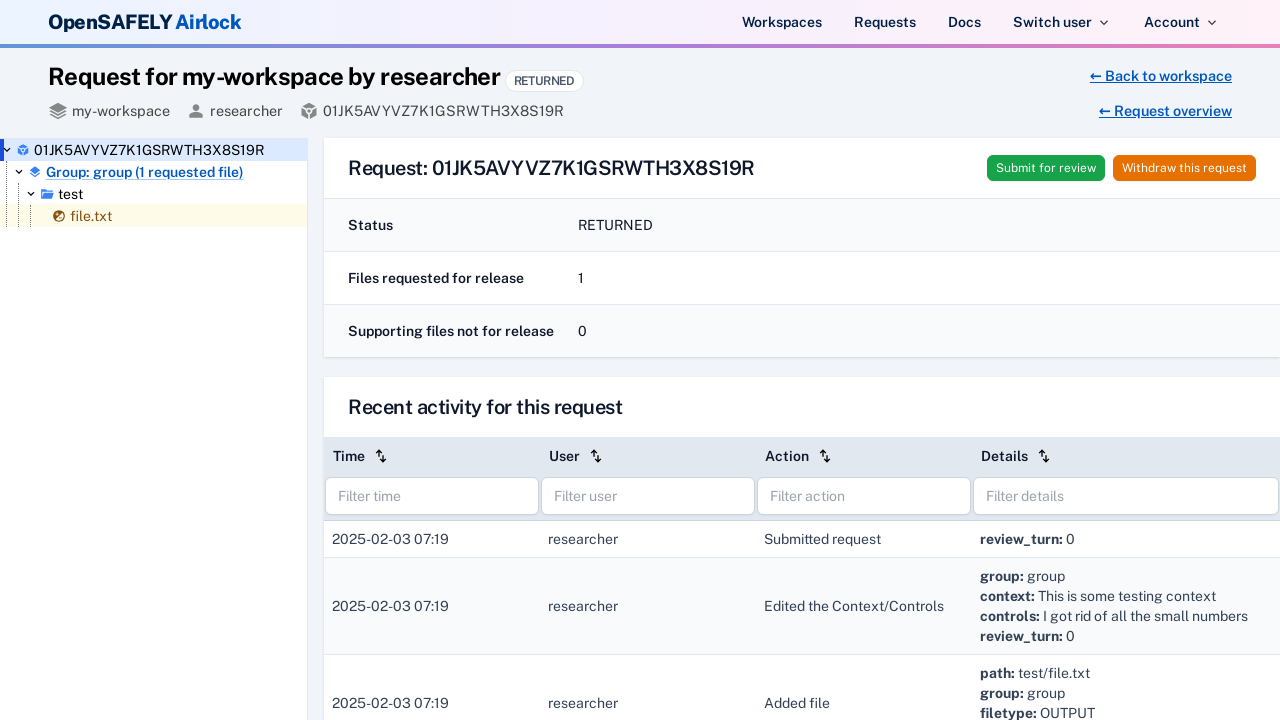 OpenSAFELY Airlock
Workspaces Requests Docs Switch user Account
Request for my-workspace by researcher RETURNED
← Back to workspace
my-workspace researcher 01JK5AVYVZ7K1GSRWTH3X8S19R
← Request overview
01JK5AVYVZ7K1GSRWTH3X8S19R
Group: group (1 requested file)
test
file.txt
Request: 01JK5AVYVZ7K1GSRWTH3X8S19R
Submit for review Withdraw this request
Status RETURNED
Files requested for release 1
Supporting files not for release 0
Recent activity for this request
Time User Action Details
Filter time Filter user Filter action Filter details
2025-02-03 07:19 researcher Submitted request review_turn: 0
group: group
context: This is some testing context
2025-02-03 07:19 researcher Edited the Context/Controls
controls: I got rid of all the small numbers
review_turn: 0
path: test/file.txt
group: group
2025-02-03 07:19 researcher Added file
filetype: OUTPUT